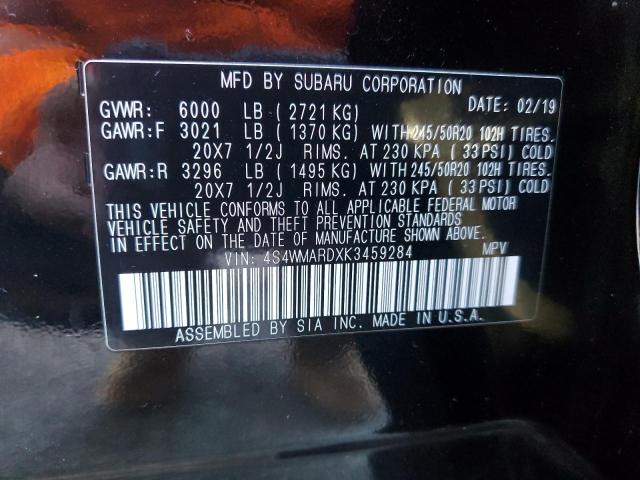 MFD BY SUBARU CORPORATION
GVWR: 6000 LB ( 2721 KG) DATE: 02/19
GAWR:F 3021 LB ( 1370 KG) WITH 245/50R20 102H TIRES.
20X7 1/2J RIMS. AT 230 KPA ( 33 PSI) COLD
GAWR:R 3296 LB ( 1495 KG) WITH 245/50R20 102H TIRES.
20X7 1/2J RIMS. AT 230 KPA ( 33 PSI) COLD
THIS VEHICLE CONFORMS TO ALL APPLICABLE FEDERAL MOTOR
VEHICLE SAFETY AND THEFT PREVENTION STANDARDS
IN EFFECT ON THE DATE OF MANUFACTURE SHOWN ABOVE.
VIN: 4S4WMARDXK3459284 MPV
ASSEMBLED BY SIA INC. MADE IN U.S.A.